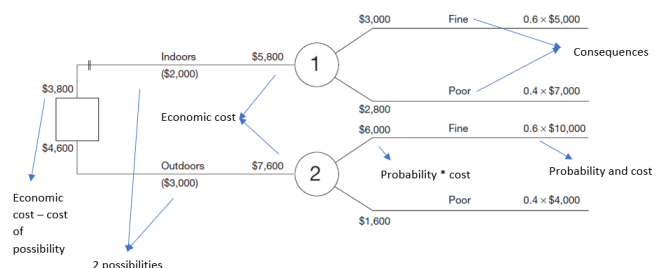 $3,000 Fine 0.6 × $5,000
Consequences
Indoors $5,800
($2,000)
1
$3,800
Poor 0.4 × $7,000
$2,800
Economic cost
$6,000 Fine 0.6 × $10,000
$4,600
Outdoors $7,600
($3,000)
2
Probability * cost
Probability and cost
Economic
cost – cost
of
possibility
Poor 0.4 × $4,000
$1,600
2 possibilities